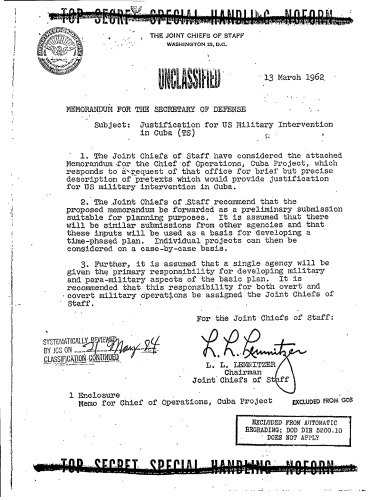 TOP SECRET SPECIAL HANDLING NOFORN
THE JOINT CHIEFS OF STAFF
WASHINGTON 25, D.C.
UNCLASSIFIED
13 March 1962
MEMORANDUM FOR THE SECRETARY OF DEFENSE
Subject: Justification for US Military Intervention
in Cuba (TS)
1. The Joint Chiefs of Staff have considered the attached
Memorandum for the Chief of Operations, Cuba Project, which
responds to a request of that office for brief but precise
description of pretexts which would provide justification
for US military intervention in Cuba.
2. The Joint Chiefs of Staff recommend that the
proposed memorandum be forwarded as a preliminary submission
suitable for planning purposes. It is assumed that there
will be similar submissions from other agencies and that
these inputs will be used as a basis for developing a
time-phased plan. Individual projects can then be
considered on a case-by-case basis.
3. Further, it is assumed that a single agency will be
given the primary responsibility for developing military
and para-military aspects of the basic plan. It is
recommended that this responsibility for both overt and
covert military operations be assigned the Joint Chiefs of
Staff.
For the Joint Chiefs of Staff:
SYSTEMATICALLY REVIEWED
BY JCS ON 21 May 84
CLASSIFICATION CONTINUED
L. L. Lemnitzer
L. L. LEMNITZER
Chairman
Joint Chiefs of Staff
1 Enclosure
Memo for Chief of Operations, Cuba Project
EXCLUDED FROM GDS
EXCLUDED FROM AUTOMATIC
REGRADING; DOD DIR 5200.10
DOES NOT APPLY
TOP SECRET SPECIAL HANDLING NOFORN